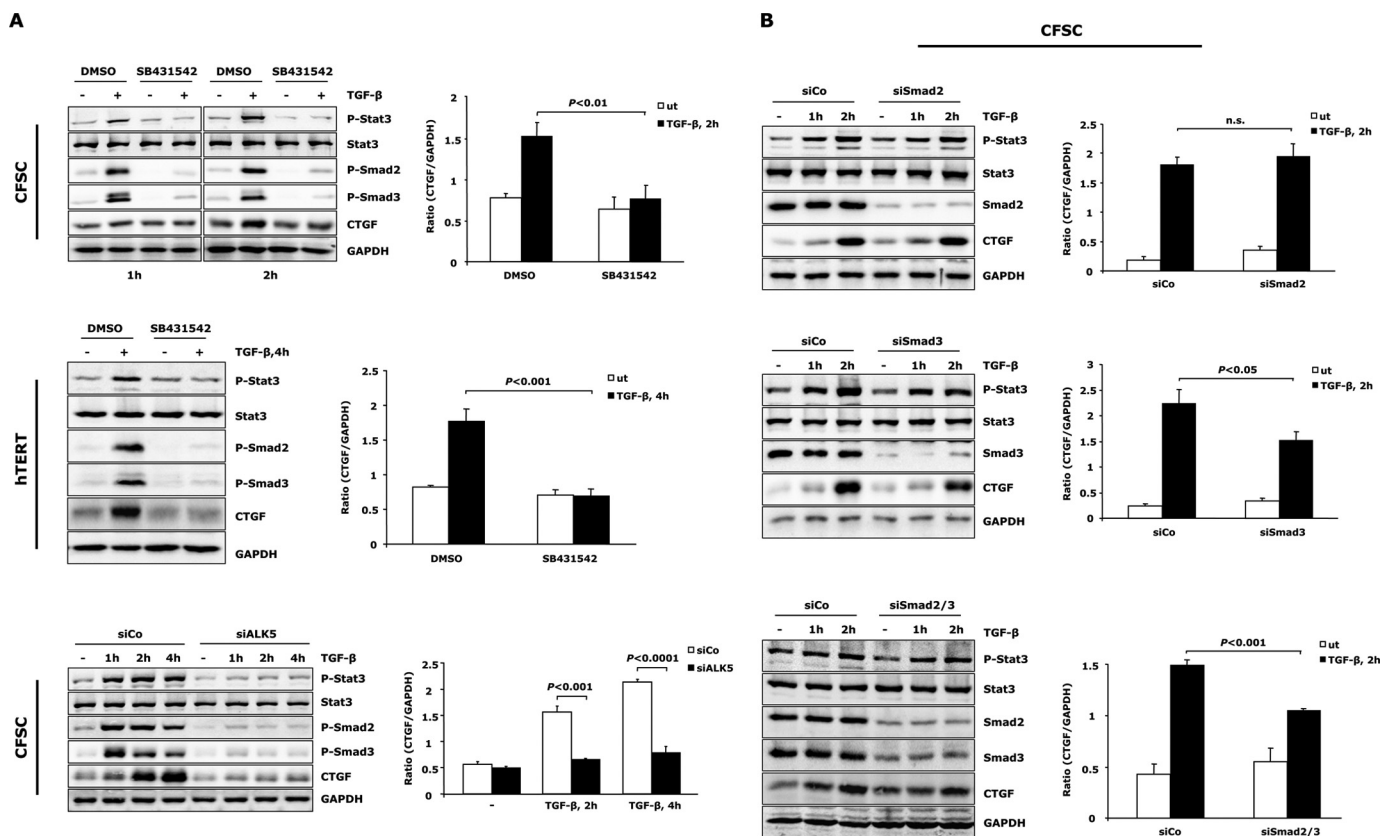 A
DMSO SB431542 DMSO SB431542
- + - + - + - + TGF-β
P-Stat3
Stat3
P-Smad2
P-Smad3
CTGF
GAPDH
1h 2h
CFSC
Ratio (CTGF/GAPDH)
2
1.5
1
0.5
0
P<0.01
ut
TGF-β, 2h
DMSO SB431542
DMSO SB431542
- + - + TGF-β,4h
P-Stat3
Stat3
P-Smad2
P-Smad3
CTGF
GAPDH
hTERT
Ratio (CTGF/GAPDH)
2.5
2
1.5
1
0.5
0
P<0.001
ut
TGF-β, 4h
DMSO SB431542
siCo siALK5
- 1h 2h 4h - 1h 2h 4h TGF-β
P-Stat3
Stat3
P-Smad2
P-Smad3
CTGF
GAPDH
CFSC
Ratio (CTGF/GAPDH)
2.5
2
1.5
1
0.5
0
P<0.001
P<0.0001
siCo
siALK5
- TGF-β, 2h TGF-β, 4h
B
CFSC
siCo siSmad2
- 1h 2h - 1h 2h TGF-β
P-Stat3
Stat3
Smad2
CTGF
GAPDH
Ratio (CTGF/GAPDH)
2.5
2
1.5
1
0.5
0
n.s.
ut
TGF-β, 2h
siCo siSmad2
siCo siSmad3
- 1h 2h - 1h 2h TGF-β
P-Stat3
Stat3
Smad3
CTGF
GAPDH
Ratio (CTGF/GAPDH)
3
2.5
2
1.5
1
0.5
0
P<0.05
ut
TGF-β, 2h
siCo siSmad3
siCo siSmad2/3
- 1h 2h - 1h 2h TGF-β
P-Stat3
Stat3
Smad2
Smad3
CTGF
GAPDH
Ratio (CTGF/GAPDH)
1.5
1
0.5
0
P<0.001
ut
TGF-β, 2h
siCo siSmad2/3